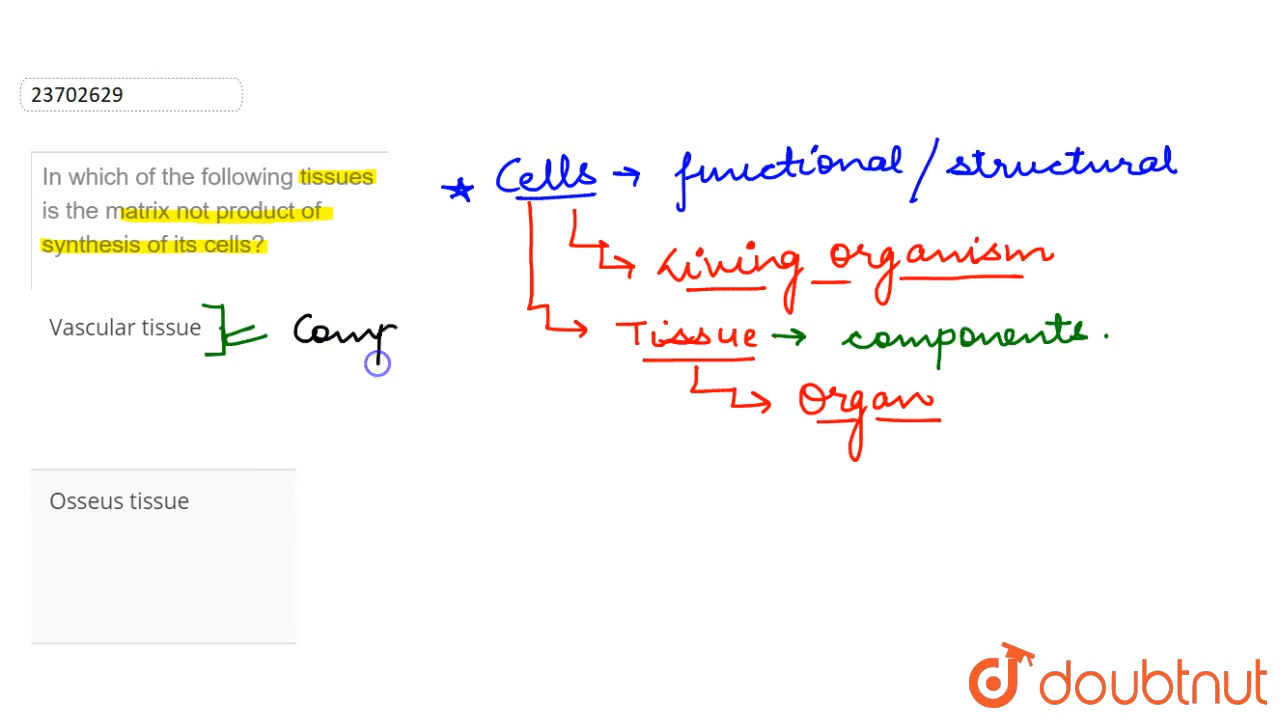 23702629
In which of the following tissues
is the matrix not product of
synthesis of its cells?
Vascular tissue
Comp
Osseus tissue
★ Cells → functional / structural
Living organism
Tissue → components.
Organ
doubtnut